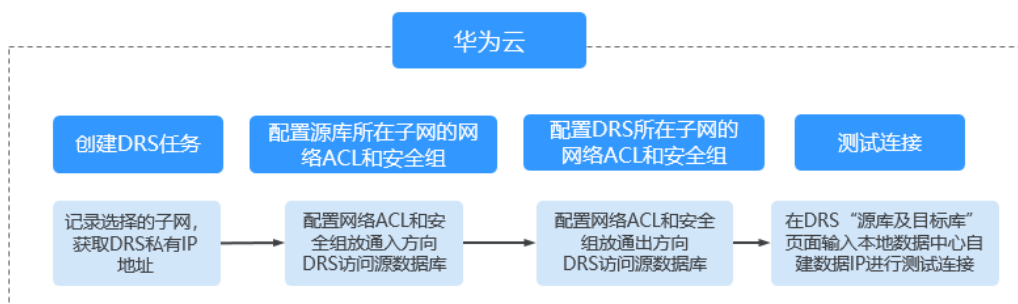 华为云
创建DRS任务
配置源库所在子网的网
络ACL和安全组
配置DRS所在子网的
网络ACL和安全组
测试连接
记录选择的子网，
获取DRS私有IP
地址
配置网络ACL和安
全组放通入方向
DRS访问源数据库
配置网络ACL和安全
组放通出方向
DRS访问源数据库
在DRS“源库及目标库”
页面输入本地数据中心自
建数据IP进行测试连接